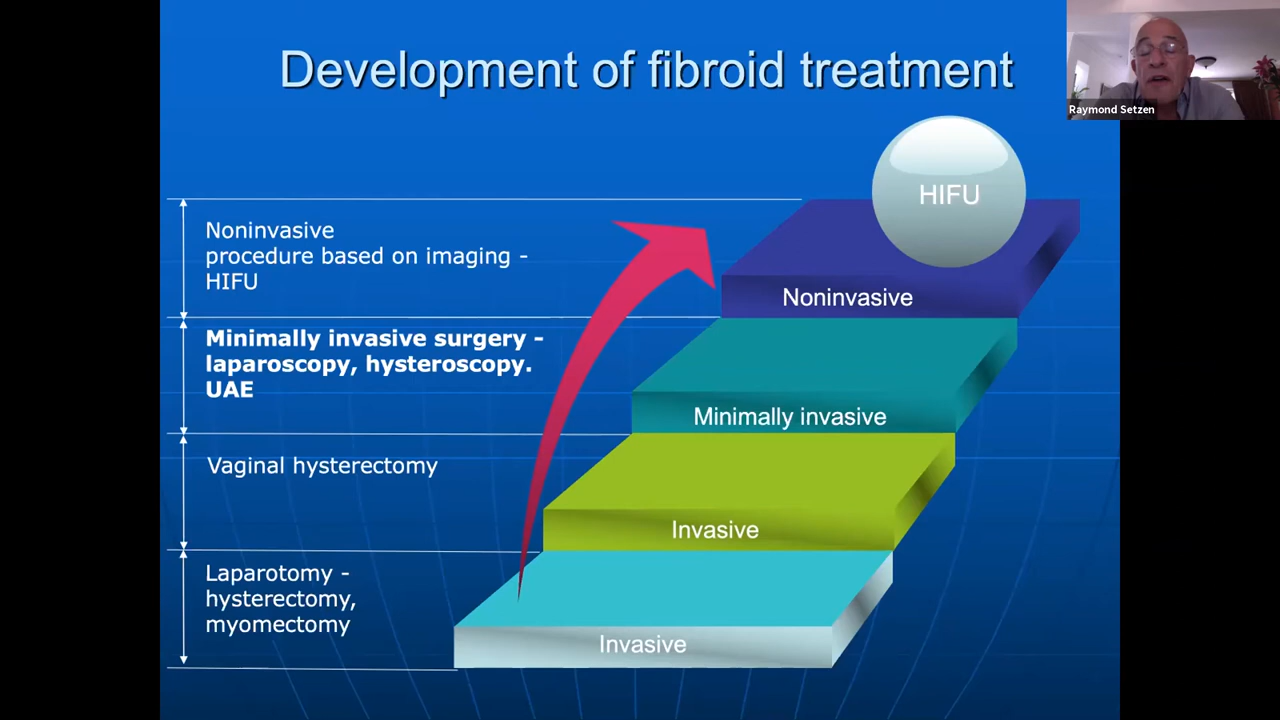 Development of fibroid treatment
Raymond Setzen
HIFU
Noninvasive
procedure based on imaging -
HIFU
Noninvasive
Minimally invasive surgery -
laparoscopy, hysteroscopy.
UAE
Minimally invasive
Vaginal hysterectomy
Invasive
Laparotomy -
hysterectomy,
myomectomy
Invasive